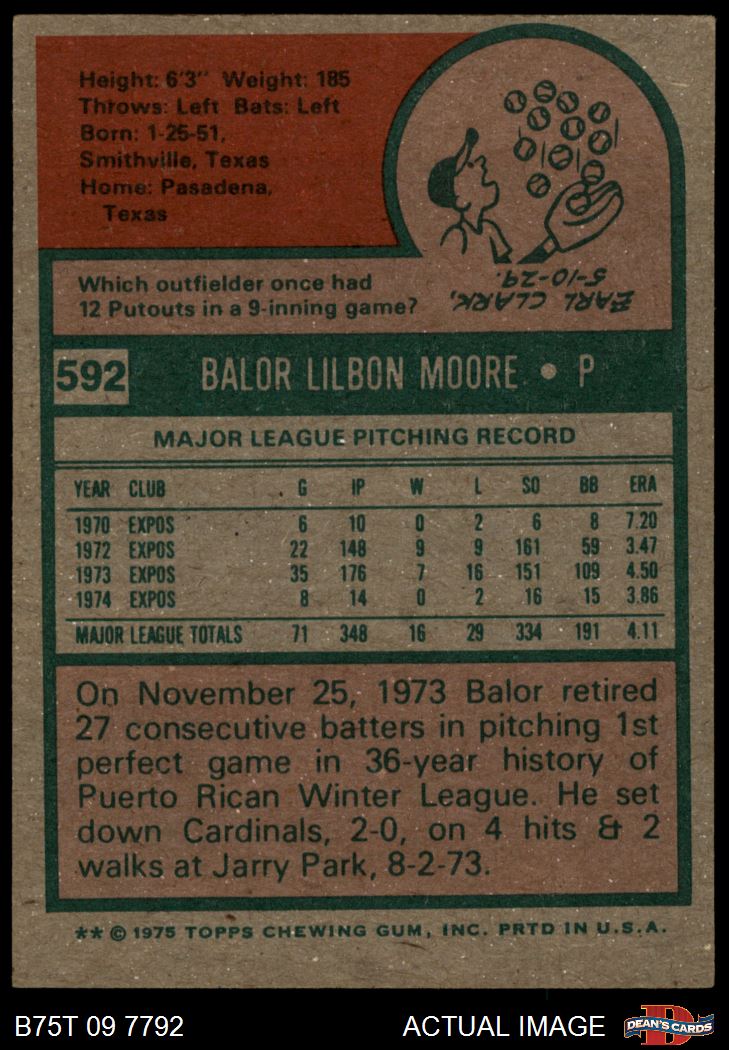 Height: 6'3" Weight: 185
Throws: Left Bats: Left
Born: 1-25-51,
Smithville, Texas
Home: Pasadena,
Texas
Which outfielder once had
12 Putouts in a 9-inning game?
EARL CLARK,
5-10-29.
592 BALOR LILBON MOORE • P
MAJOR LEAGUE PITCHING RECORD
YEAR CLUB G IP W L SO BB ERA
1970 EXPOS 6 10 0 2 6 8 7.20
1972 EXPOS 22 148 9 9 161 59 3.47
1973 EXPOS 35 176 7 16 151 109 4.50
1974 EXPOS 8 14 0 2 16 15 3.86
MAJOR LEAGUE TOTALS 71 348 16 29 334 191 4.11
On November 25, 1973 Balor retired
27 consecutive batters in pitching 1st
perfect game in 36-year history of
Puerto Rican Winter League. He set
down Cardinals, 2-0, on 4 hits & 2
walks at Jarry Park, 8-2-73.
** © 1975 TOPPS CHEWING GUM, INC. PRTD IN U.S.A.
B75T 09 7792 ACTUAL IMAGE
D
DEAN'S CARDS